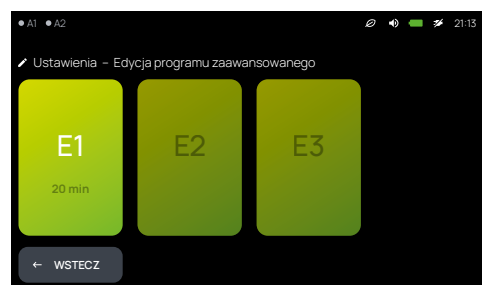 A1 A2 21:13
Ustawienia – Edycja programu zaawansowanego
E1 E2 E3
20 min
← WSTECZ